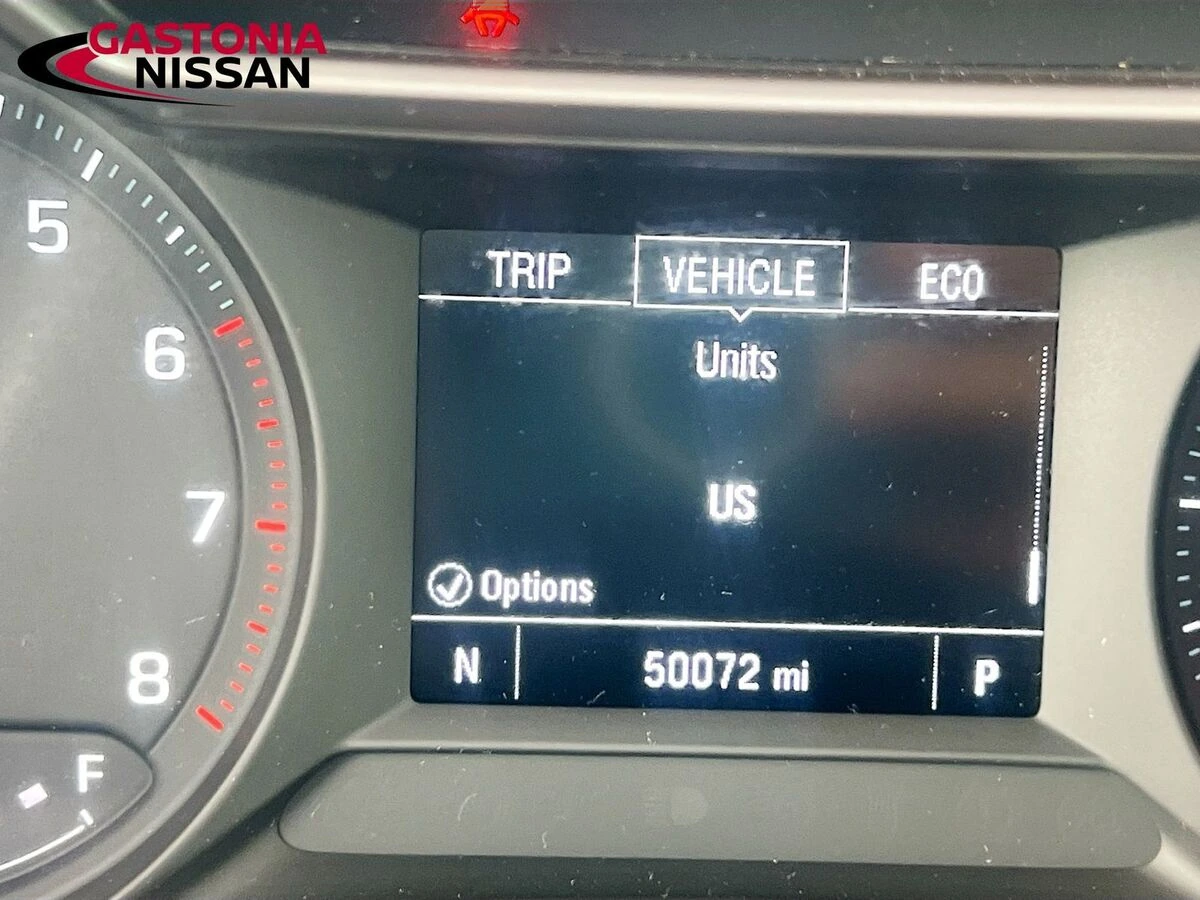 GASTONIA
NISSAN
5
6
7
8
F
TRIP VEHICLE ECO
Units
US
Options
N 50072 mi P